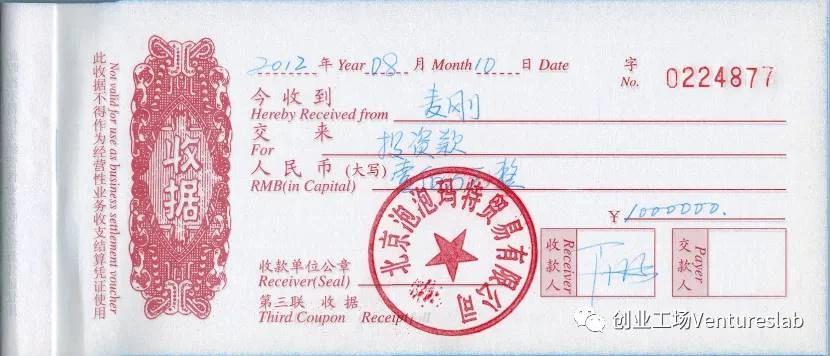 此收据不得作为经营性业务收支结算凭证使用
Not valid for use as business settlement voucher
收据
2012 年 Year 08 月 Month 10 日 Date
字
No. 0224877
今收到 麦刚
Hereby Received from
交来 投资款
For
人民币 (大写) 壹佰万 整
RMB(in Capital)
¥ 1000000.
北京泡泡玛特贸易有限公司
收款单位公章
Receiver(Seal)
第三联 收据
Third Coupon Receipt
收款人 Receiver
交款人 Payer
创业工场Ventureslab